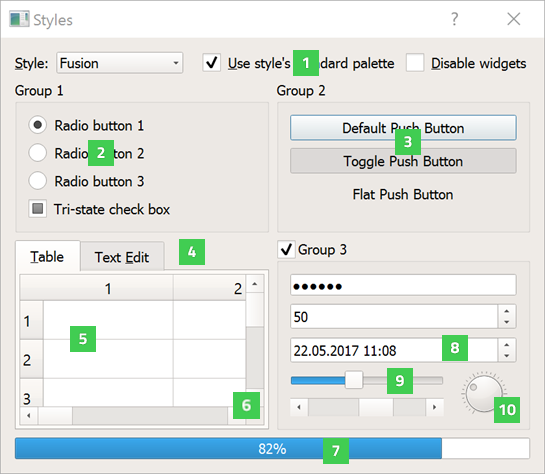 Styles
Style: Fusion Use style's 1 dard palette Disable widgets
Group 1
Radio button 1
Radio 2 tton 2
Radio button 3
Tri-state check box
Group 2
Default Push Button
3
Toggle Push Button
Flat Push Button
Table Text Edit 4
1 2
1
5
2
3
6
Group 3
50
22.05.2017 11:08 8
9
10
82% 7